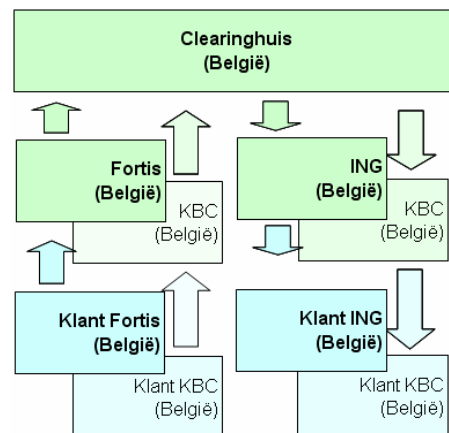 Clearinghuis
(België)
Fortis
(België)
KBC
(België)
ING
(België)
KBC
(België)
Klant Fortis
(België)
Klant KBC
(België)
Klant ING
(België)
Klant KBC
(België)